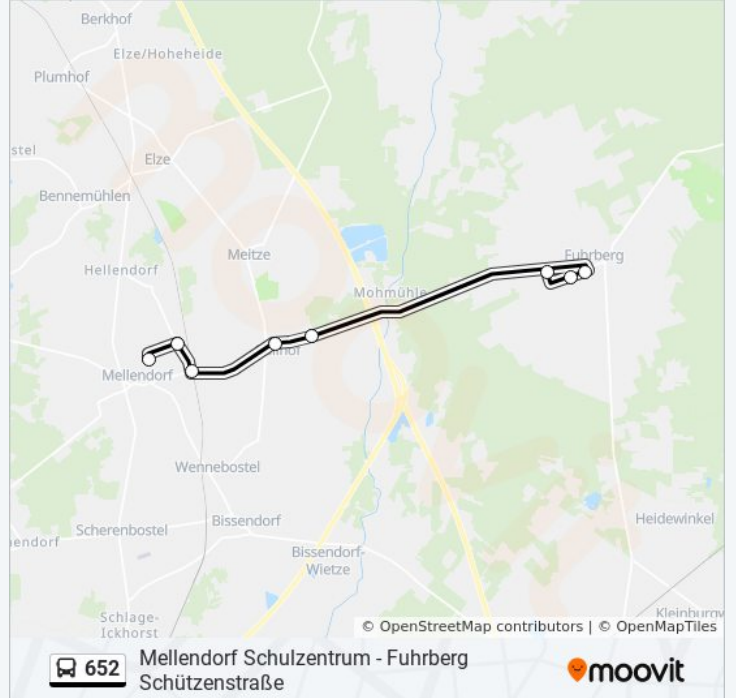 Berkhof
Elze/Hoheheide
Plumhof
stel
Elze
Bennemühlen
Meitze
Fuhrberg
Hellendorf
Mohmühle
Mellendorf
Wennebostel
Bissendorf
Heidewinkel
Scherenbostel
endorf
Bissendorf-
Wietze
Schlage-
Ickhorst
Kleinburgw
© OpenStreetMap contributors | © OpenMapTiles
652
Mellendorf Schulzentrum - Fuhrberg
Schützenstraße
moovit